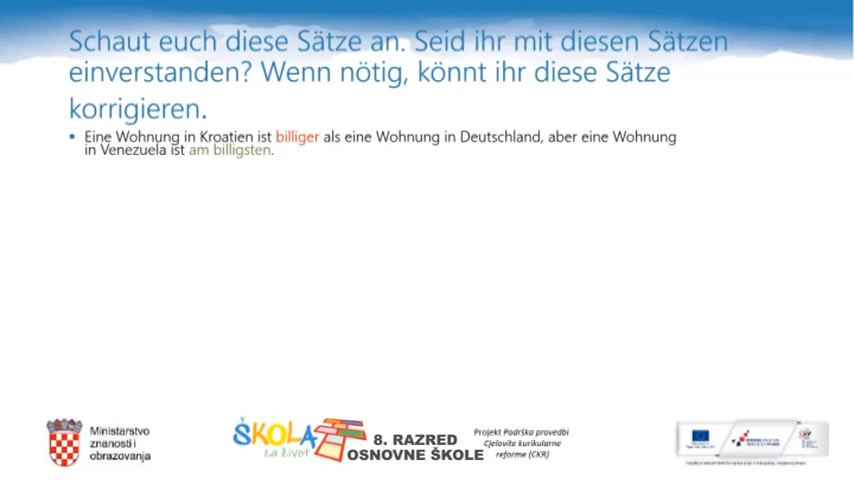 Schaut euch diese Sätze an. Seid ihr mit diesen Sätzen
einverstanden? Wenn nötig, könnt ihr diese Sätze
korrigieren.
Eine Wohnung in Kroatien ist billiger als eine Wohnung in Deutschland, aber eine Wohnung
in Venezuela ist am billigsten.
Ministarstvo
znanosti i
obrazovanja
ŠKOLA
za život
8. RAZRED
OSNOVNE ŠKOLE
Projekt Podrška provedbi
Cjelovite kurikularne
reforme (CKR)